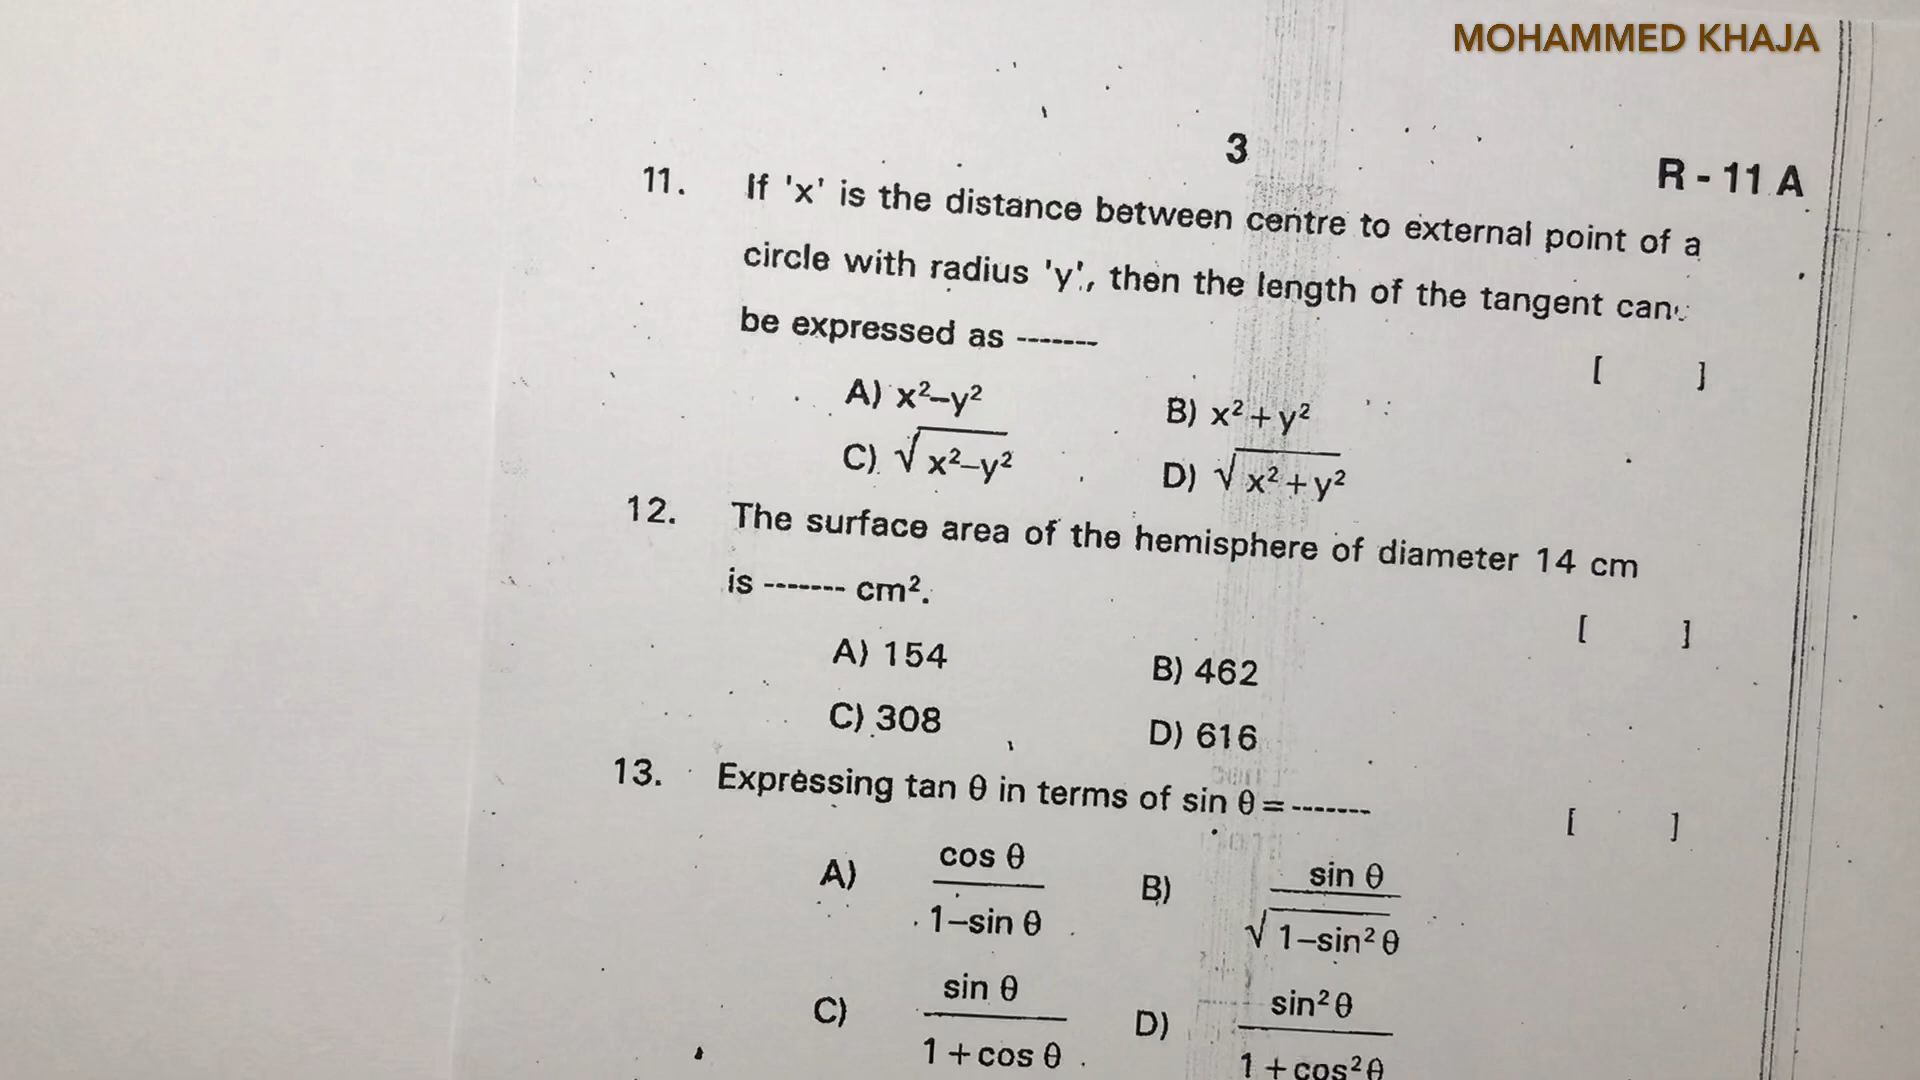 MOHAMMED KHAJA
3
R - 11 A
11. If 'x' is the distance between centre to external point of a
circle with radius 'y', then the length of the tangent can
be expressed as ------- [ ]
A) x²–y² B) x² + y²
C) √x²–y² D) √x² + y²
12. The surface area of the hemisphere of diameter 14 cm
is ------- cm². [ ]
A) 154 B) 462
C) 308 D) 616
13. Expressing tan θ in terms of sin θ = ------- [ ]
A) cos θ / 1–sin θ B) sin θ / √1–sin² θ
C) sin θ / 1 + cos θ D) sin² θ / 1 + cos² θ